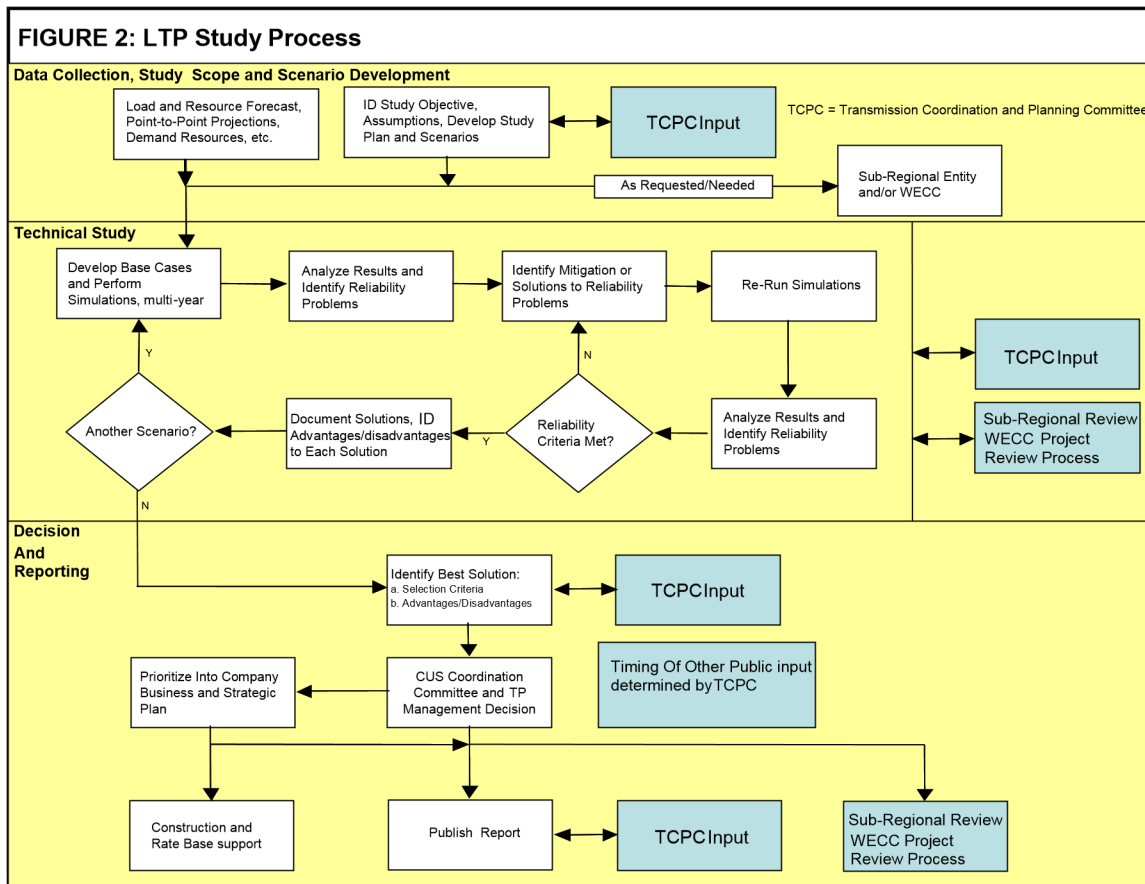 FIGURE 2: LTP Study Process
Data Collection, Study Scope and Scenario Development
Load and Resource Forecast,
Point-to-Point Projections,
Demand Resources, etc.
ID Study Objective,
Assumptions, Develop Study
Plan and Scenarios
TCPC Input
TCPC = Transmission Coordination and Planning Committee
As Requested/Needed
Sub-Regional Entity
and/or WECC
Technical Study
Develop Base Cases
and Perform
Simulations, multi-year
Analyze Results and
Identify Reliability
Problems
Identify Mitigation or
Solutions to Reliability
Problems
Re-Run Simulations
Y
N
TCPC Input
Another Scenario?
Document Solutions, ID
Advantages/disadvantages
to Each Solution
Y
Reliability
Criteria Met?
Analyze Results and
Identify Reliability
Problems
Sub-Regional Review
WECC Project
Review Process
N
Decision
And
Reporting
Identify Best Solution:
a. Selection Criteria
b. Advantages/Disadvantages
TCPC Input
Prioritize Into Company
Business and Strategic
Plan
CUS Coordination
Committee and TP
Management Decision
Timing Of Other Public input
determined by TCPC
Construction and
Rate Base support
Publish Report
TCPC Input
Sub-Regional Review
WECC Project
Review Process